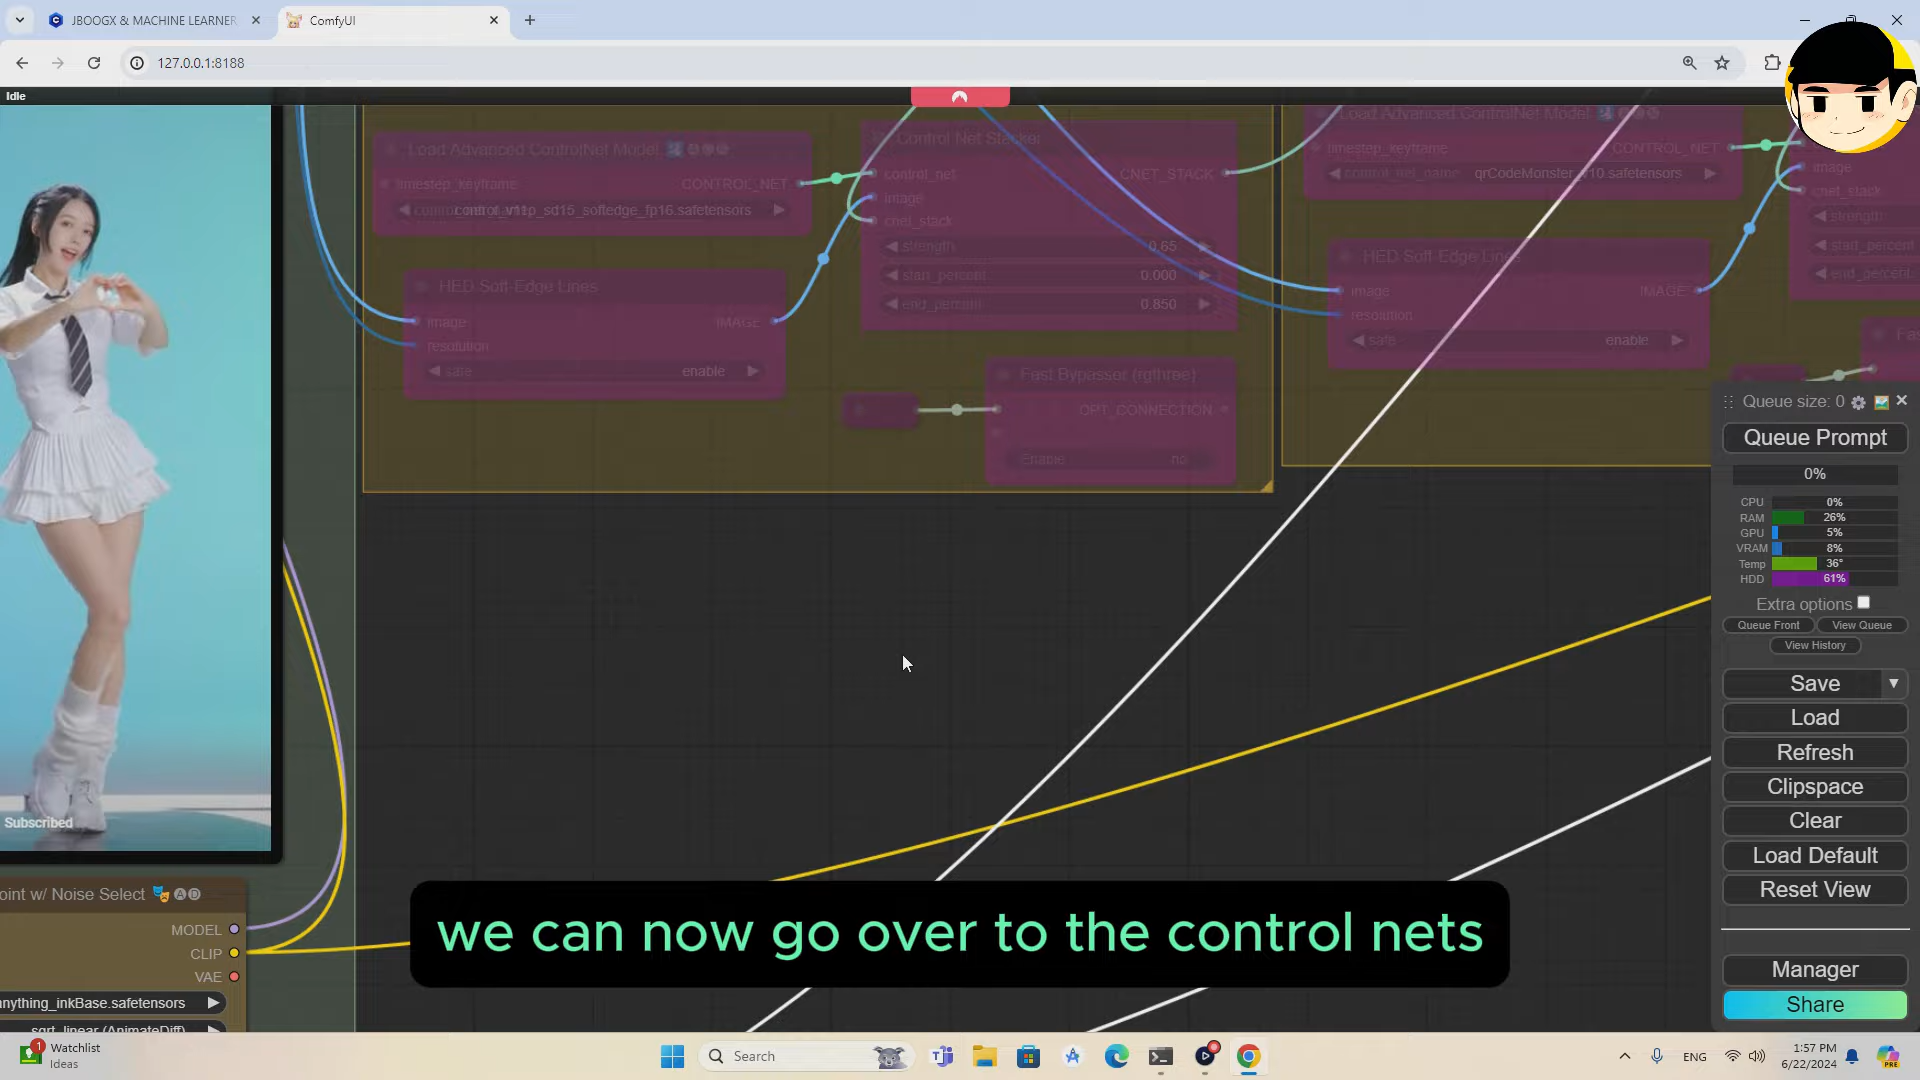 JBOOGX & MACHINE LEARNER
ComfyUI
127.0.0.1:8188
Idle
Load Advanced ControlNet Model
timestep_keyframe
CONTROL_NET
control_v11p_sd15_softedge_fp16.safetensors
Control Net Stacker
control_net
CNET_STACK
image
cnet_stack
strength
0.65
start_percent
0.000
end_percent
0.850
HED Soft-Edge Lines
image
IMAGE
resolution
safe
enable
Fast Bypasser (rgthree)
OPT_CONNECTION
Enable
no
Load Advanced ControlNet Model
timestep_keyframe
CONTROL_NET
control_net_name
qrCodeMonster_v10.safetensors
image
cnet_stack
strength
start_percent
end_percent
HED Soft-Edge Lines
image
IMAGE
resolution
safe
enable
Queue size: 0
Queue Prompt
0%
CPU 0%
RAM 26%
GPU 5%
VRAM 8%
Temp 36°
HDD 61%
Extra options
Queue Front
View Queue
View History
Save
Load
Refresh
Clipspace
Clear
Load Default
Reset View
Manager
Share
Subscribed
oint w/ Noise Select
MODEL
CLIP
VAE
nything_inkBase.safetensors
sqrt_linear (AnimateDiff)
we can now go over to the control nets
1
Watchlist
Ideas
Search
ENG
1:57 PM
6/22/2024
PRE